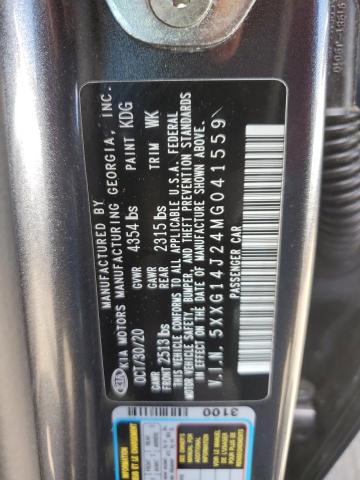 MANUFACTURED BY
KIA MOTORS MANUFACTURING GEORGIA, INC.
OCT/30/20 GVWR 4354 lbs PAINT KDG
GAWR FRONT 2513 lbs GAWR REAR 2315 lbs TRIM WK
THIS VEHICLE CONFORMS TO ALL APPLICABLE U.S.A. FEDERAL
MOTOR VEHICLE SAFETY, BUMPER, AND THEFT PREVENTION STANDARDS
IN EFFECT ON THE DATE OF MANUFACTURE SHOWN ABOVE.
V.I.N. 5XXG14J24MG041559
PASSENGER CAR
3100